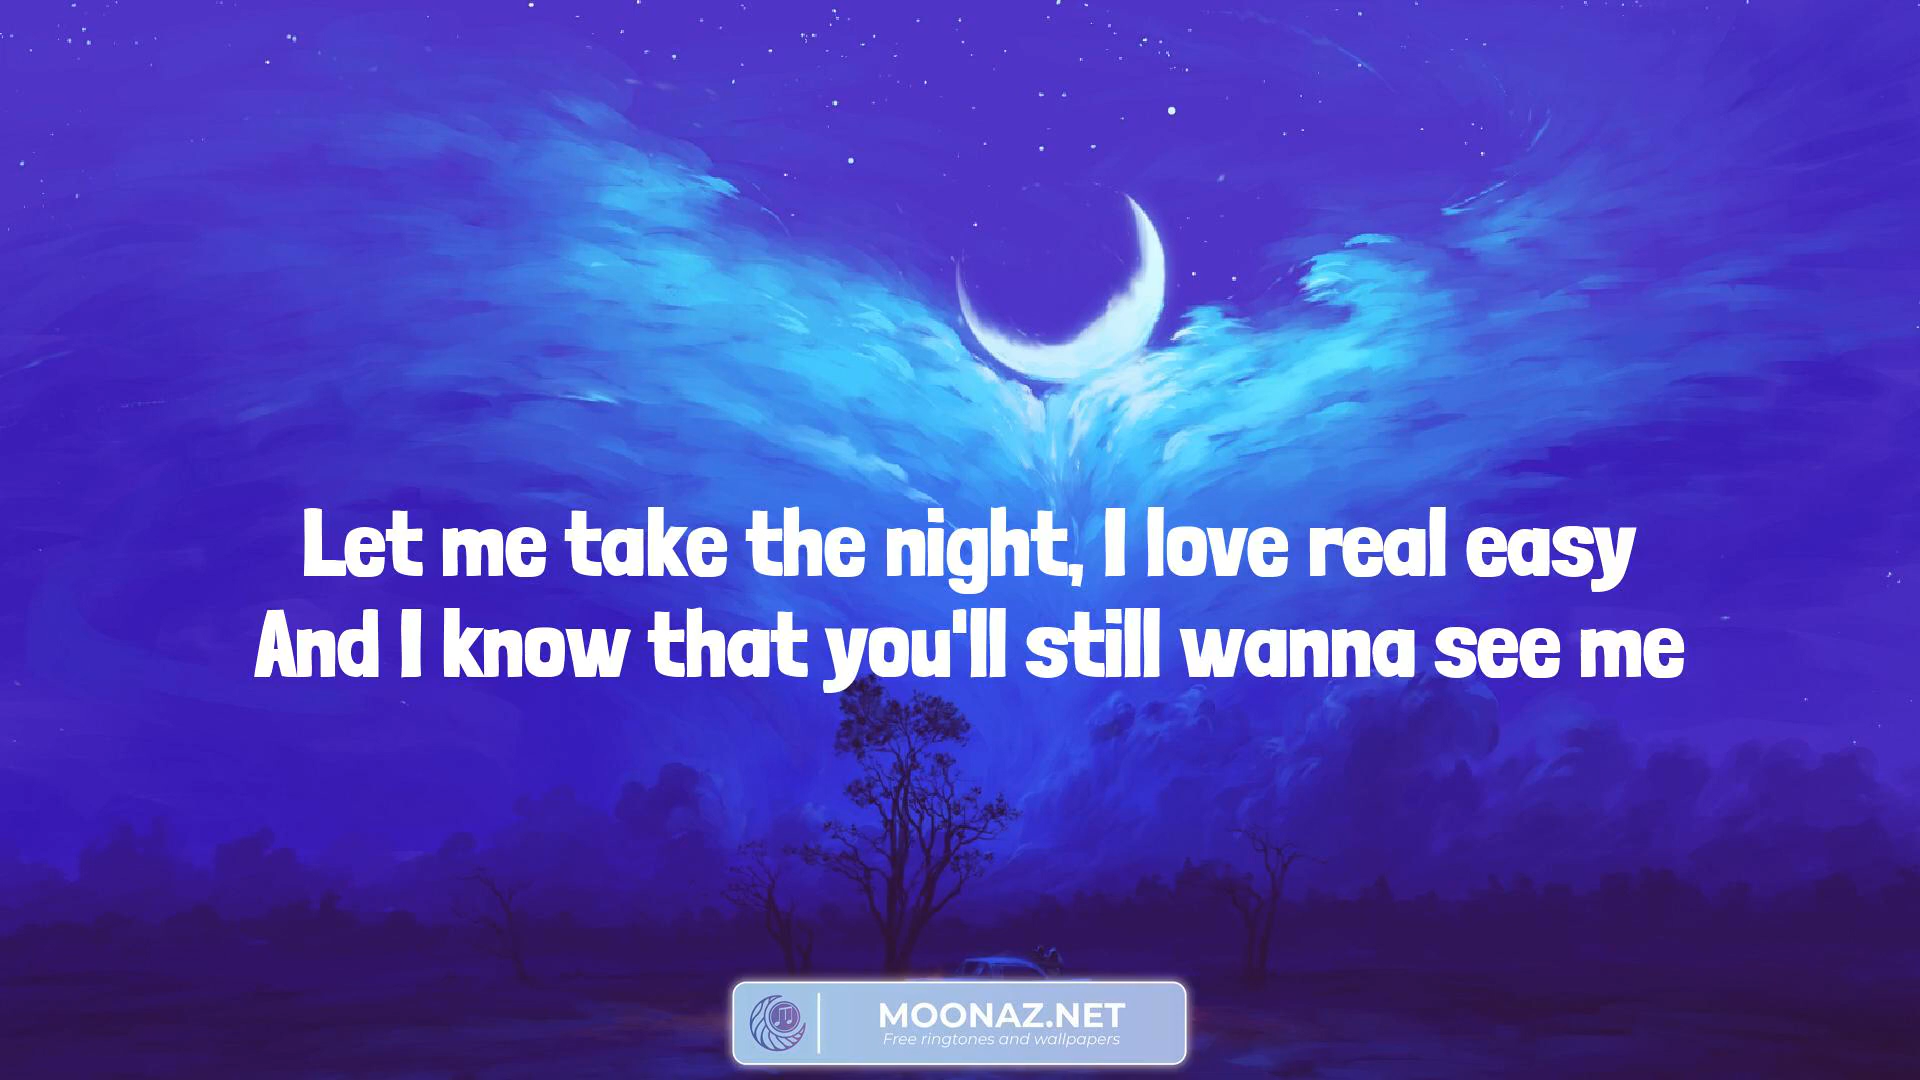 Let me take the night, I love real easy
And I know that you'll still wanna see me
MOONAZ.NET
Free ringtones and wallpapers